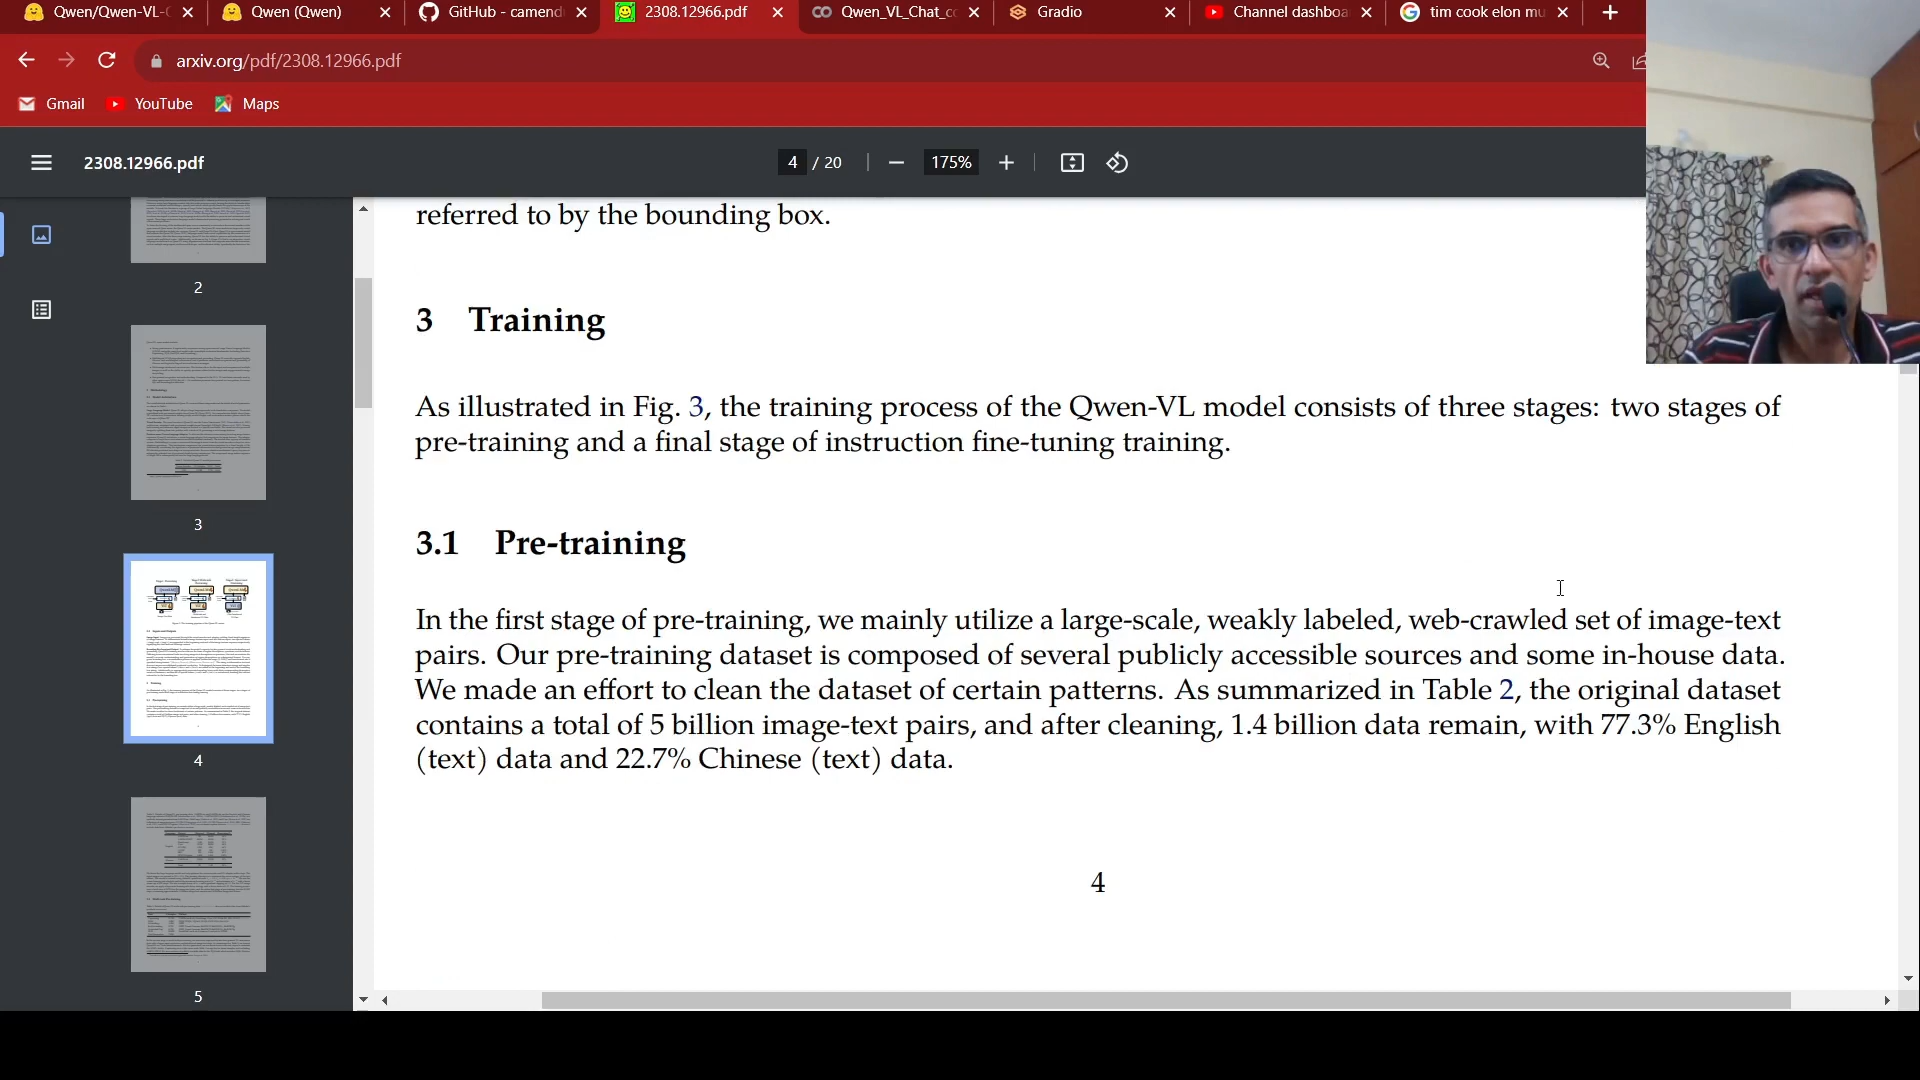 Qwen/Qwen-VL-C
Qwen (Qwen)
GitHub - camend
2308.12966.pdf
Qwen_VL_Chat_c
Gradio
Channel dashboa
tim cook elon mu
arxiv.org/pdf/2308.12966.pdf
Gmail
YouTube
Maps
2308.12966.pdf
4 / 20
175%
2
3
4
5
referred to by the bounding box.
3 Training
As illustrated in Fig. 3, the training process of the Qwen-VL model consists of three stages: two stages of
pre-training and a final stage of instruction fine-tuning training.
3.1 Pre-training
In the first stage of pre-training, we mainly utilize a large-scale, weakly labeled, web-crawled set of image-text
pairs. Our pre-training dataset is composed of several publicly accessible sources and some in-house data.
We made an effort to clean the dataset of certain patterns. As summarized in Table 2, the original dataset
contains a total of 5 billion image-text pairs, and after cleaning, 1.4 billion data remain, with 77.3% English
(text) data and 22.7% Chinese (text) data.
4